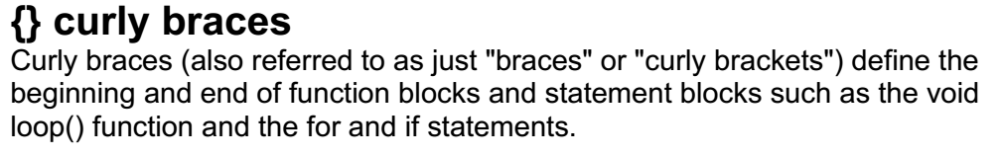 {} curly braces
Curly braces (also referred to as just "braces" or "curly brackets") define the
beginning and end of function blocks and statement blocks such as the void
loop() function and the for and if statements.